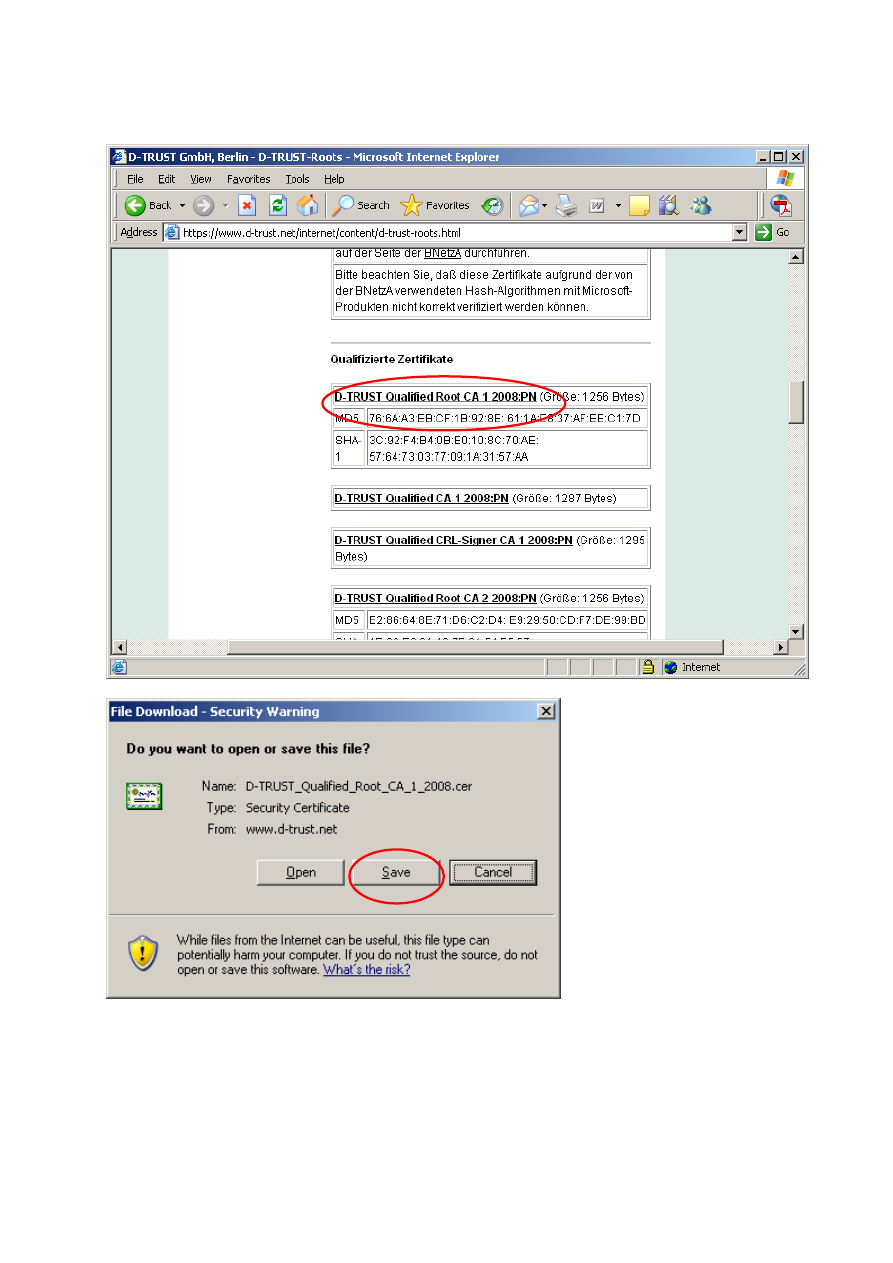 D-TRUST GmbH, Berlin - D-TRUST-Roots - Microsoft Internet Explorer
File Edit View Favorites Tools Help
Back Search Favorites
Address https://www.d-trust.net/internet/content/d-trust-roots.html Go
auf der Seite der BNetzA durchführen.
Bitte beachten Sie, daß diese Zertifikate aufgrund der von
der BNetzA verwendeten Hash-Algorithmen mit Microsoft-
Produkten nicht korrekt verifiziert werden können.
Qualifizierte Zertifikate
D-TRUST Qualified Root CA 1 2008:PN (Größe: 1256 Bytes)
MD5 76:6A:A3:EB:CF:1B:92:8E: 61:1A:E8:37:AF:EE:C1:7D
SHA-
1
3C:92:F4:B4:0B:E0:10:8C:70:AE:
57:64:73:03:77:09:1A:31:57:AA
D-TRUST Qualified CA 1 2008:PN (Größe: 1287 Bytes)
D-TRUST Qualified CRL-Signer CA 1 2008:PN (Größe: 1295
Bytes)
D-TRUST Qualified Root CA 2 2008:PN (Größe: 1256 Bytes)
MD5 E2:86:64:8E:71:D6:C2:D4: E9:29:50:CD:F7:DE:99:BD
Internet
File Download - Security Warning
Do you want to open or save this file?
Name: D-TRUST_Qualified_Root_CA_1_2008.cer
Type: Security Certificate
From: www.d-trust.net
Open Save Cancel
While files from the Internet can be useful, this file type can
potentially harm your computer. If you do not trust the source, do not
open or save this software. What's the risk?